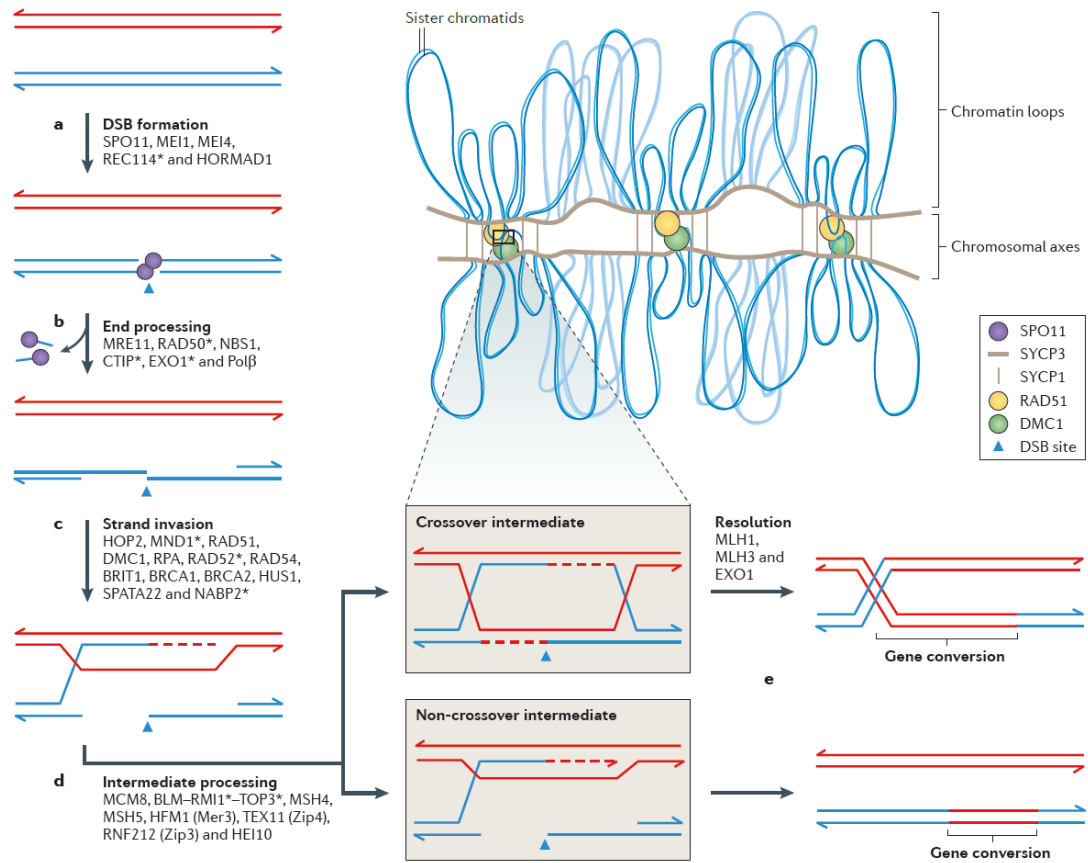 Sister chromatids
Chromatin loops
Chromosomal axes
a
DSB formation
SPO11, MEI1, MEI4,
REC114* and HORMAD1
b
End processing
MRE11, RAD50*, NBS1,
CTIP*, EXO1* and Polβ
c
Strand invasion
HOP2, MND1*, RAD51,
DMC1, RPA, RAD52*, RAD54,
BRIT1, BRCA1, BRCA2, HUS1,
SPATA22 and NABP2*
d
Intermediate processing
MCM8, BLM–RMI1*–TOP3*, MSH4,
MSH5, HFM1 (Mer3), TEX11 (Zip4),
RNF212 (Zip3) and HEI10
SPO11
SYCP3
SYCP1
RAD51
DMC1
DSB site
Crossover intermediate
Resolution
MLH1,
MLH3 and
EXO1
Gene conversion
e
Non-crossover intermediate
Gene conversion